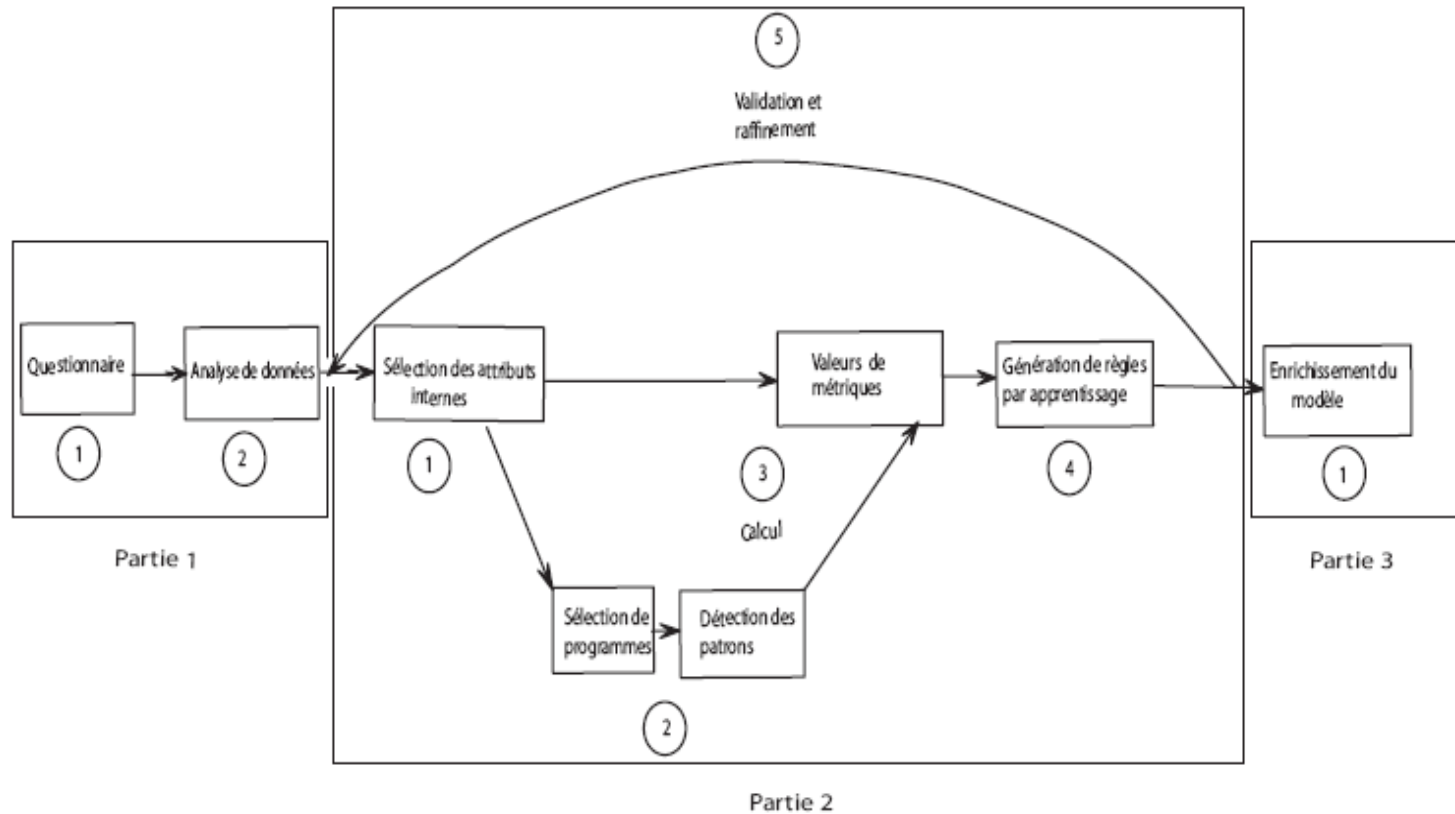 5
Validation et
raffinement
Questionnaire
1
Analyse de données
2
Partie 1
Sélection des attributs
internes
1
Valeurs de
métriques
3
Calcul
Génération de règles
par apprentissage
4
Sélection de
programmes
Détection des
patrons
2
Partie 2
Enrichissement du
modèle
1
Partie 3